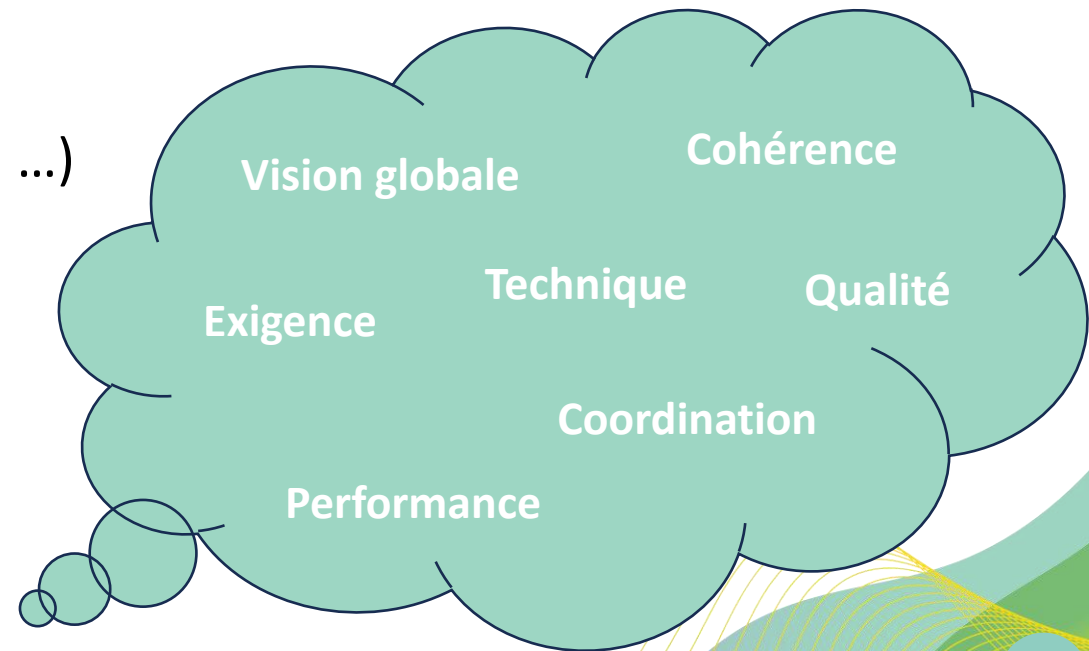 ...)
Cohérence
Vision globale
Technique
Qualité
Exigence
Coordination
Performance